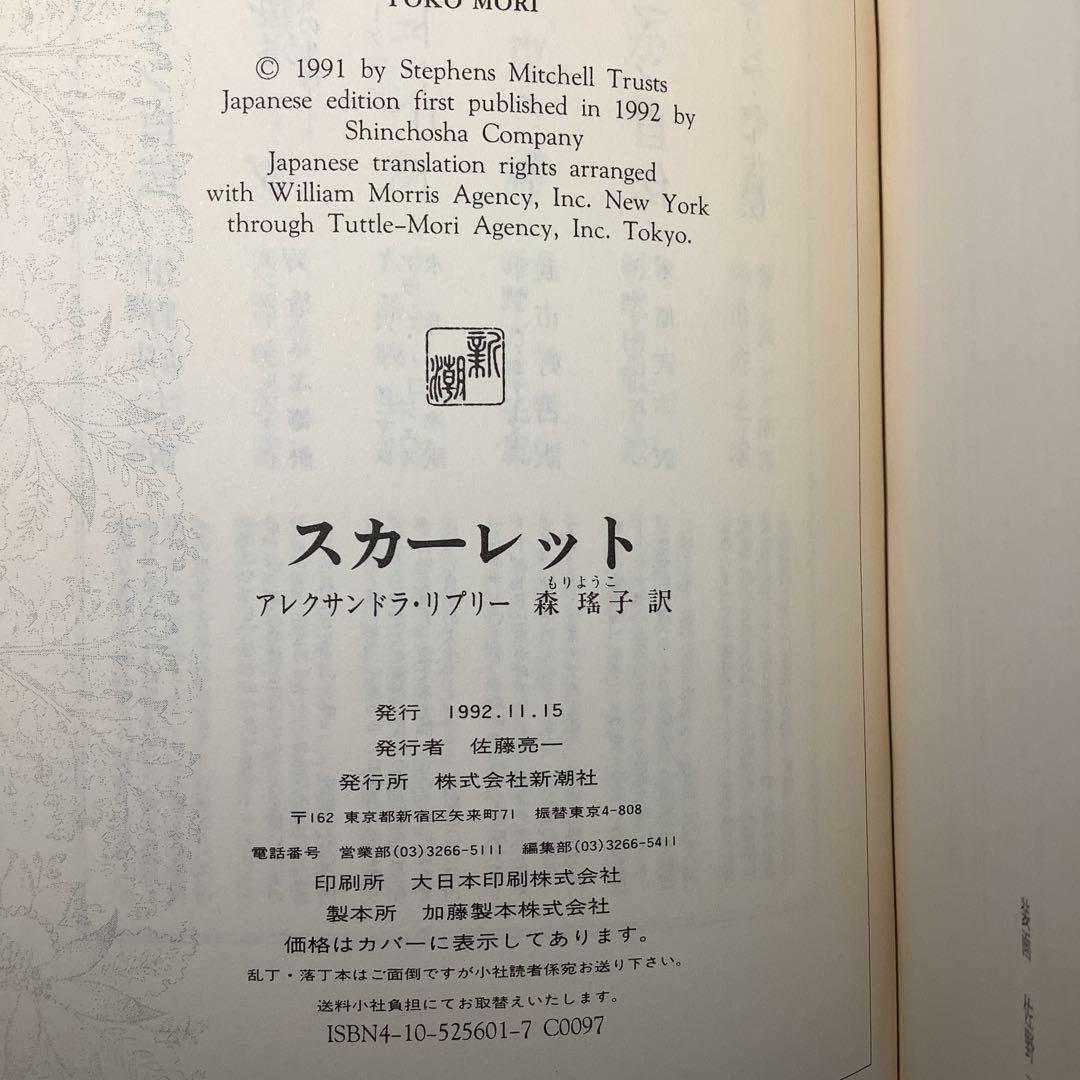 YOKO MORI
© 1991 by Stephens Mitchell Trusts
Japanese edition first published in 1992 by
Shinchosha Company
Japanese translation rights arranged
with William Morris Agency, Inc. New York
through Tuttle-Mori Agency, Inc. Tokyo.
新潮
スカーレット
もりようこ
アレクサンドラ・リプリー 森 瑤子 訳
発行 1992.11.15
発行者 佐藤亮一
発行所 株式会社新潮社
〒162 東京都新宿区矢来町71 振替東京4-808
電話番号 営業部(03)3266-5111 編集部(03)3266-5411
印刷所 大日本印刷株式会社
製本所 加藤製本株式会社
価格はカバーに表示してあります。
乱丁・落丁本はご面倒ですが小社読者係宛お送り下さい。
送料小社負担にてお取替えいたします。
ISBN4-10-525601-7 C0097